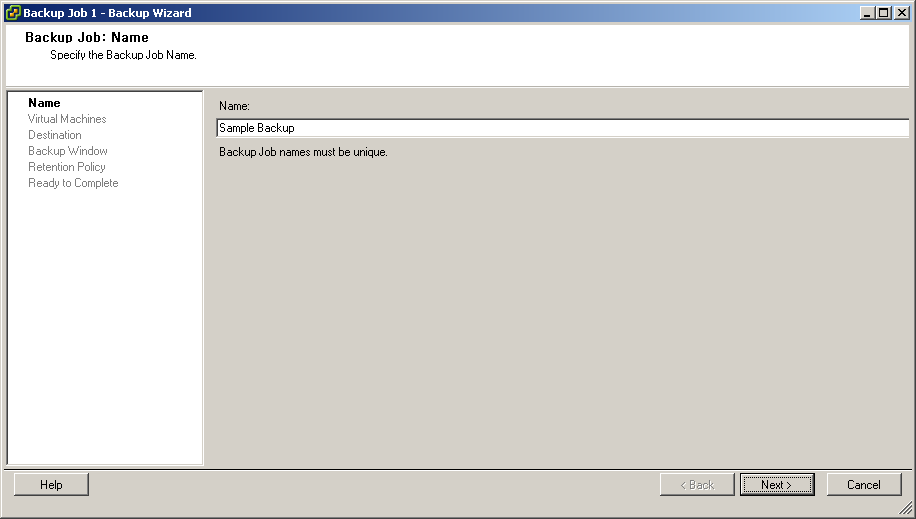 Backup Job 1 - Backup Wizard
Backup Job: Name
Specify the Backup Job Name.
Name
Virtual Machines
Destination
Backup Window
Retention Policy
Ready to Complete
Name:
Sample Backup
Backup Job names must be unique.
Help
< Back
Next >
Cancel